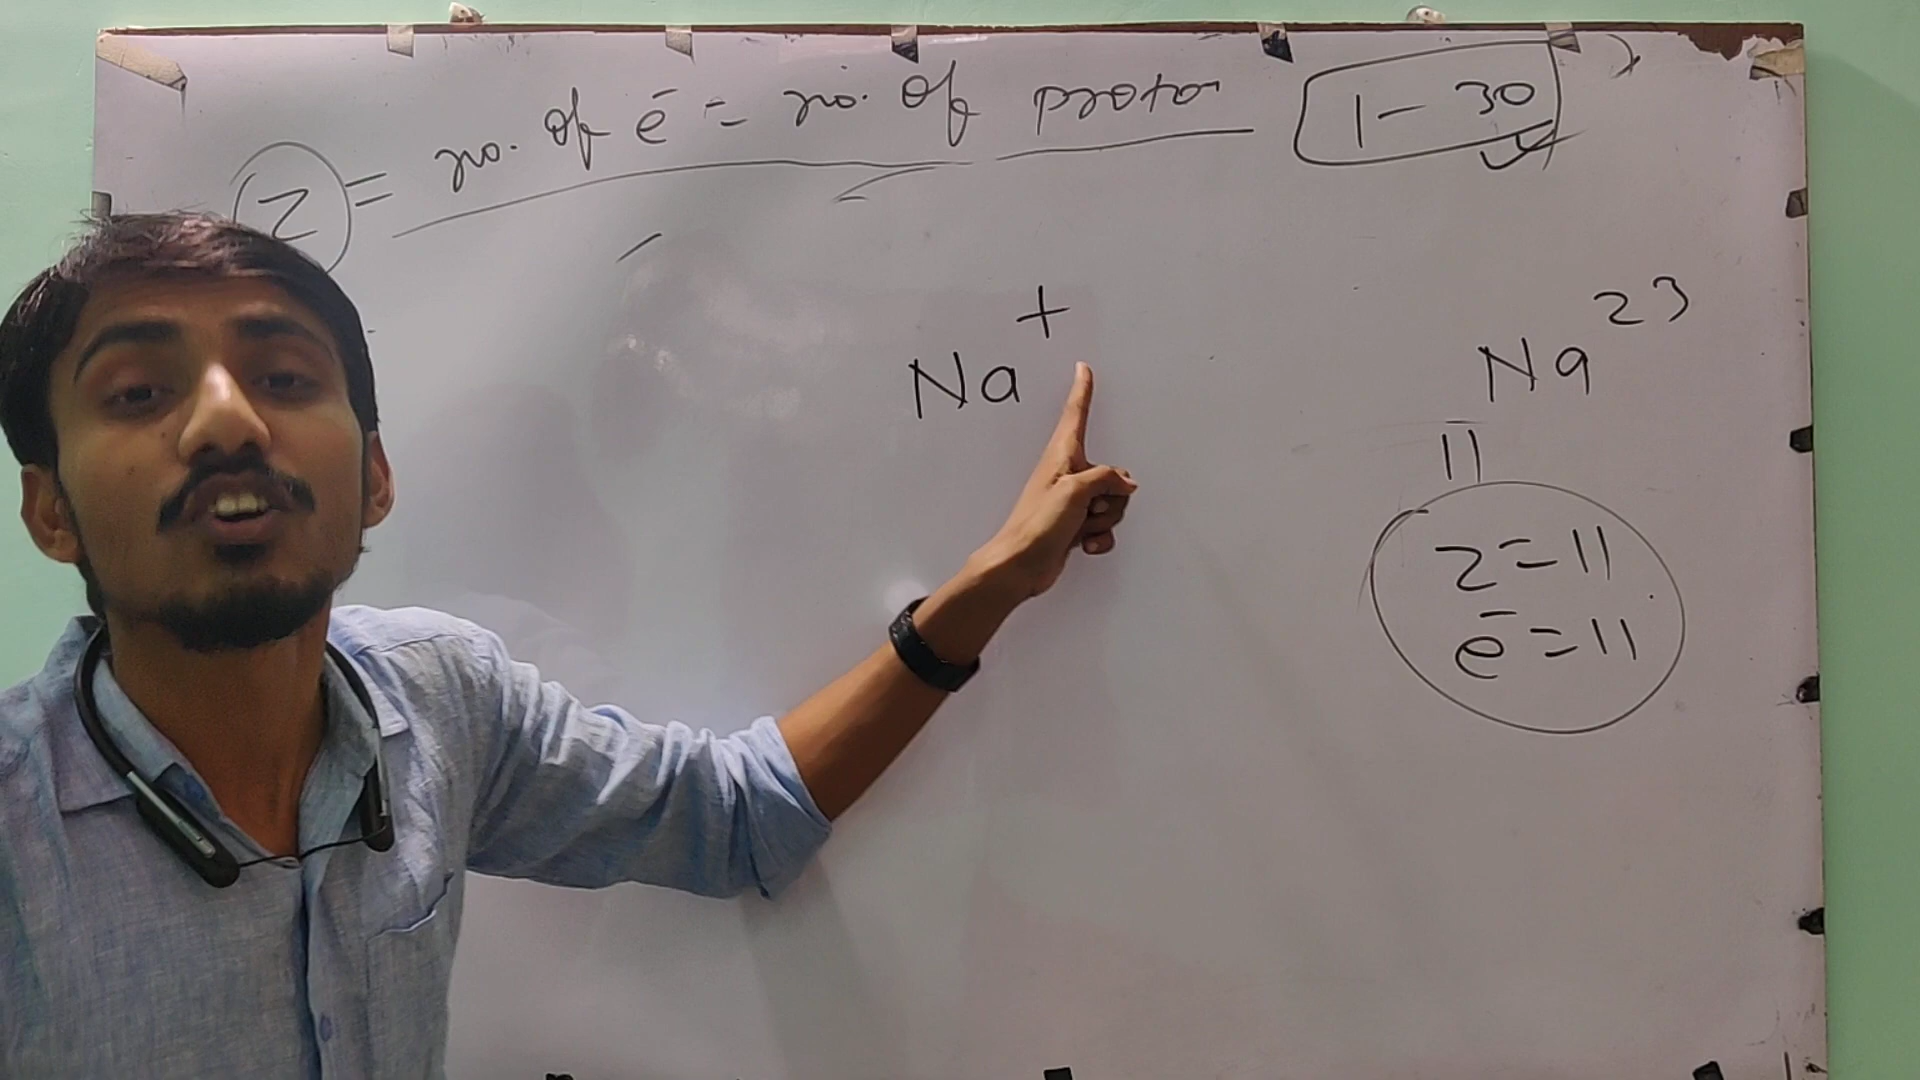 Z = no. of e⁻ = no. of proton 1 - 30
Na⁺
Na²³
11
Z = 11
e⁻ = 11